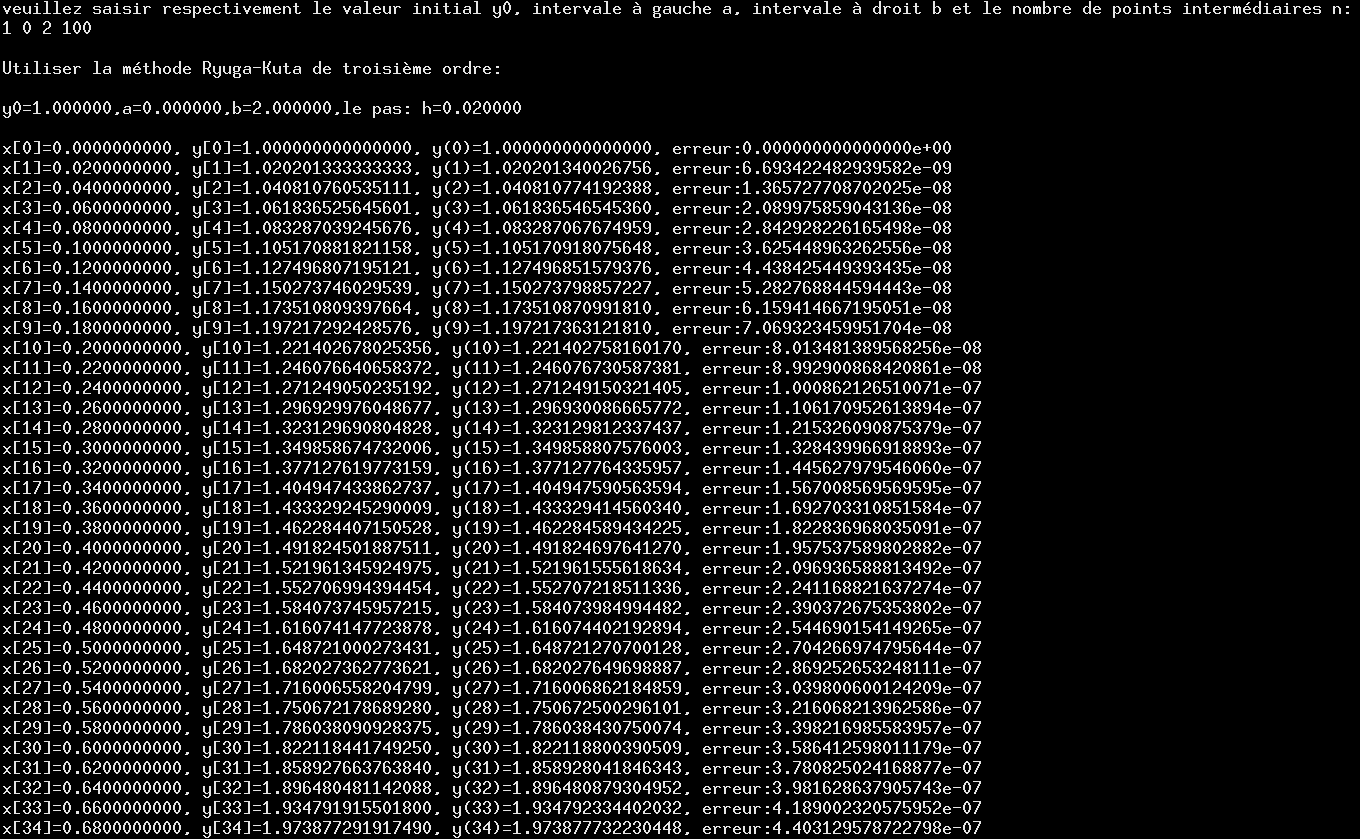 veuillez saisir respectivement le valeur initial y0, intervale à gauche a, intervale à droit b et le nombre de points intermédiaires n:
1 0 2 100
Utiliser la méthode Ryuga-Kuta de troisième ordre:
y0=1.000000,a=0.000000,b=2.000000,le pas: h=0.020000
x[0]=0.0000000000, y[0]=1.000000000000000, y(0)=1.000000000000000, erreur:0.000000000000000e+00
x[1]=0.0200000000, y[1]=1.020201333333333, y(1)=1.020201340026756, erreur:6.693422482939582e-09
x[2]=0.0400000000, y[2]=1.040810760535111, y(2)=1.040810774192388, erreur:1.365727708702025e-08
x[3]=0.0600000000, y[3]=1.061836525645601, y(3)=1.061836546545360, erreur:2.089975859043136e-08
x[4]=0.0800000000, y[4]=1.083287039245676, y(4)=1.083287067674959, erreur:2.842928226165498e-08
x[5]=0.1000000000, y[5]=1.105170881821158, y(5)=1.105170918075648, erreur:3.625448963262556e-08
x[6]=0.1200000000, y[6]=1.127496807195121, y(6)=1.127496851579376, erreur:4.438425449393435e-08
x[7]=0.1400000000, y[7]=1.150273746029539, y(7)=1.150273798857227, erreur:5.282768844594443e-08
x[8]=0.1600000000, y[8]=1.173510809397664, y(8)=1.173510870991810, erreur:6.159414667195051e-08
x[9]=0.1800000000, y[9]=1.197217292428576, y(9)=1.197217363121810, erreur:7.069323459951704e-08
x[10]=0.2000000000, y[10]=1.221402678025356, y(10)=1.221402758160170, erreur:8.013481389568256e-08
x[11]=0.2200000000, y[11]=1.246076640658372, y(11)=1.246076730587381, erreur:8.992900868420861e-08
x[12]=0.2400000000, y[12]=1.271249050235192, y(12)=1.271249150321405, erreur:1.000862126510071e-07
x[13]=0.2600000000, y[13]=1.296929976048677, y(13)=1.296930086665772, erreur:1.106170952613894e-07
x[14]=0.2800000000, y[14]=1.323129690804828, y(14)=1.323129812337437, erreur:1.215326090875379e-07
x[15]=0.3000000000, y[15]=1.349858674732006, y(15)=1.349858807576003, erreur:1.328439966918893e-07
x[16]=0.3200000000, y[16]=1.377127619773159, y(16)=1.377127764335957, erreur:1.445627979546060e-07
x[17]=0.3400000000, y[17]=1.404947433862737, y(17)=1.404947590563594, erreur:1.567008569569595e-07
x[18]=0.3600000000, y[18]=1.433329245290009, y(18)=1.433329414560340, erreur:1.692703310851584e-07
x[19]=0.3800000000, y[19]=1.462284407150528, y(19)=1.462284589434225, erreur:1.822836968035091e-07
x[20]=0.4000000000, y[20]=1.491824501887511, y(20)=1.491824697641270, erreur:1.957537589802882e-07
x[21]=0.4200000000, y[21]=1.521961345924975, y(21)=1.521961555618634, erreur:2.096936588813492e-07
x[22]=0.4400000000, y[22]=1.552706994394454, y(22)=1.552707218511336, erreur:2.241168821637274e-07
x[23]=0.4600000000, y[23]=1.584073745957215, y(23)=1.584073984994482, erreur:2.390372675353802e-07
x[24]=0.4800000000, y[24]=1.616074147723878, y(24)=1.616074402192894, erreur:2.544690154149265e-07
x[25]=0.5000000000, y[25]=1.648721000273431, y(25)=1.648721270700128, erreur:2.704266974795644e-07
x[26]=0.5200000000, y[26]=1.682027362773621, y(26)=1.682027649698887, erreur:2.869252653248111e-07
x[27]=0.5400000000, y[27]=1.716006558204799, y(27)=1.716006862184859, erreur:3.039800600124209e-07
x[28]=0.5600000000, y[28]=1.750672178689280, y(28)=1.750672500296101, erreur:3.216068213962586e-07
x[29]=0.5800000000, y[29]=1.786038090928375, y(29)=1.786038430750074, erreur:3.398216985583957e-07
x[30]=0.6000000000, y[30]=1.822118441749250, y(30)=1.822118800390509, erreur:3.586412598011179e-07
x[31]=0.6200000000, y[31]=1.858927663763840, y(31)=1.858928041846343, erreur:3.780825024168877e-07
x[32]=0.6400000000, y[32]=1.896480481142088, y(32)=1.896480879304952, erreur:3.981628637905743e-07
x[33]=0.6600000000, y[33]=1.934791915501800, y(33)=1.934792334402032, erreur:4.189002320575952e-07
x[34]=0.6800000000, y[34]=1.973877291917490, y(34)=1.973877732230448, erreur:4.403129578722798e-07